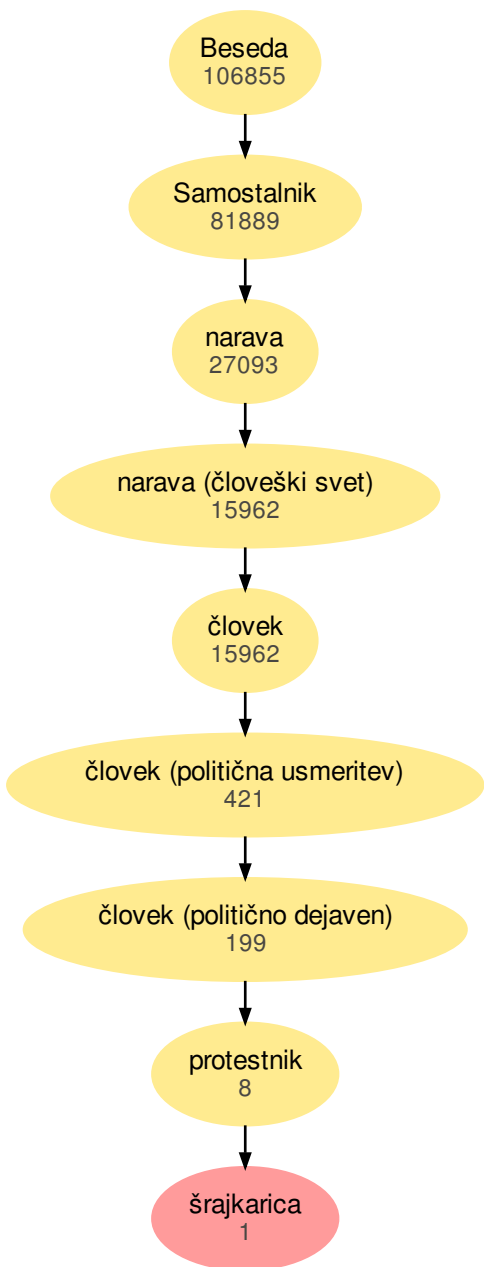 Beseda
106855
Samostalnik
81889
narava
27093
narava (človeški svet)
15962
človek
15962
človek (politična usmeritev)
421
človek (politično dejaven)
199
protestnik
8
šrajkarica
1